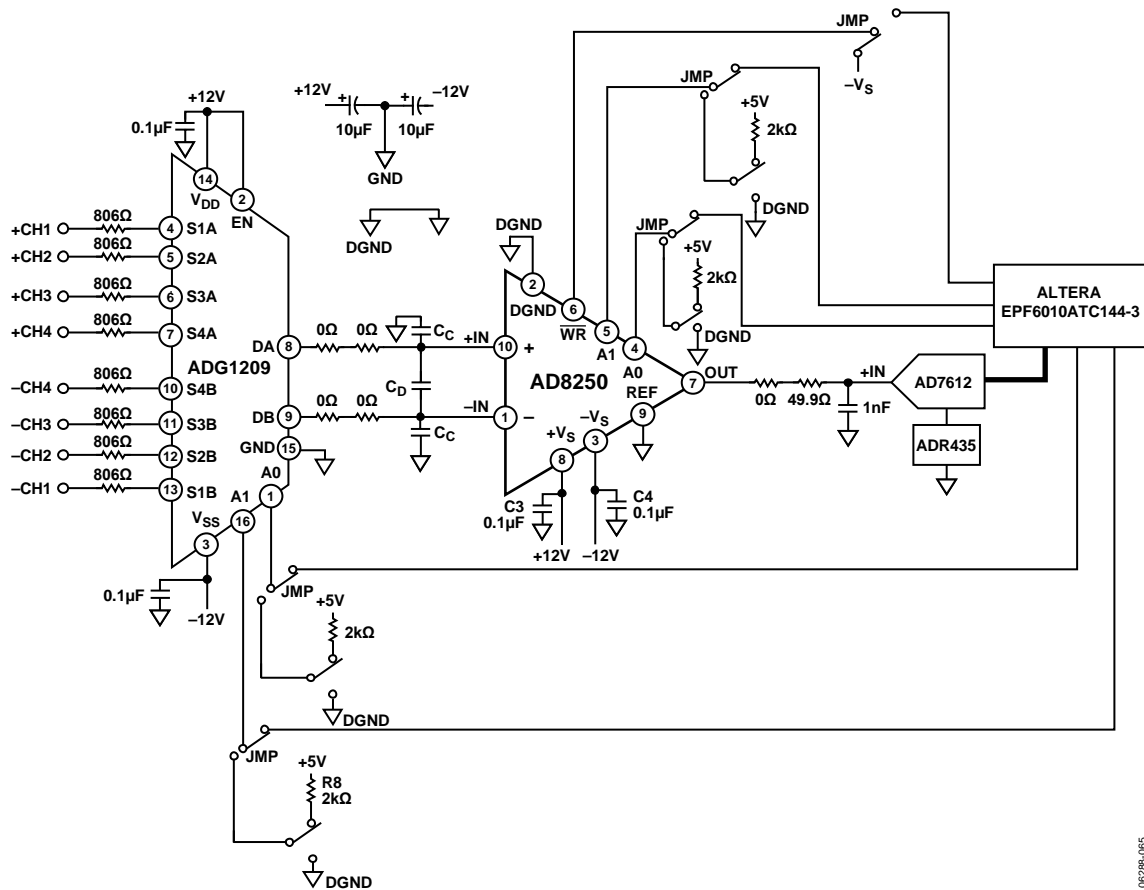 JMP
–VS
JMP
+5V
2kΩ
DGND
+12V
0.1µF
+12V
–12V
10µF
10µF
GND
DGND
14
VDD
2
EN
806Ω
+CH1
4
S1A
806Ω
+CH2
5
S2A
806Ω
+CH3
6
S3A
806Ω
+CH4
7
S4A
806Ω
–CH4
10
S4B
806Ω
–CH3
11
S3B
806Ω
–CH2
12
S2B
806Ω
–CH1
13
S1B
ADG1209
DA
8
DB
9
GND
15
A0
1
A1
16
VSS
3
0.1µF
–12V
0Ω
0Ω
CC
CD
0Ω
0Ω
CC
+IN
10
+
–IN
1
–
AD8250
2
DGND
6
WR
5
A1
4
A0
7
OUT
REF
9
–VS
3
+VS
8
C3
0.1µF
C4
0.1µF
+12V
–12V
JMP
+5V
2kΩ
DGND
ALTERA
EPF6010ATC144-3
0Ω
49.9Ω
+IN
1nF
AD7612
ADR435
JMP
+5V
2kΩ
DGND
JMP
+5V
R8
2kΩ
DGND
06288-065